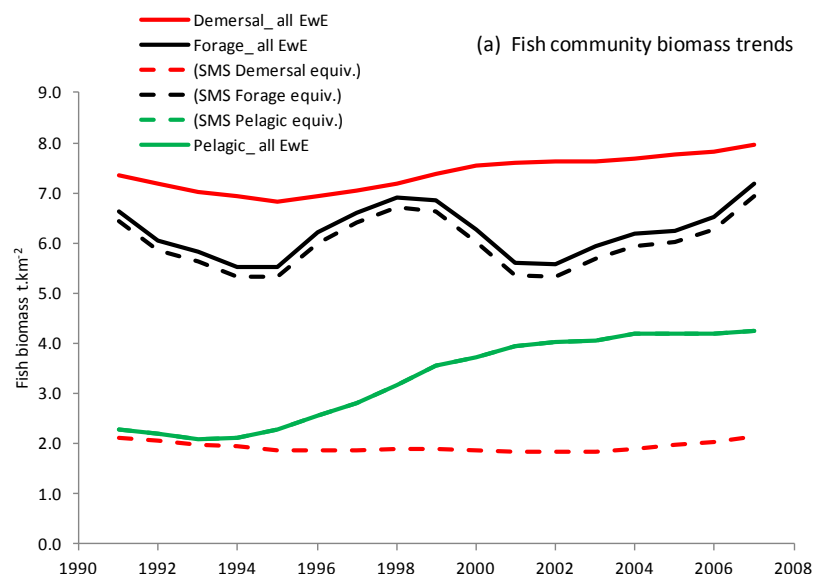 Demersal_ all EwE
Forage_ all EwE
(SMS Demersal equiv.)
(SMS Forage equiv.)
(SMS Pelagic equiv.)
Pelagic_ all EwE
(a) Fish community biomass trends
Fish biomass t.km-2
9.0
8.0
7.0
6.0
5.0
4.0
3.0
2.0
1.0
0.0
1990 1992 1994 1996 1998 2000 2002 2004 2006 2008